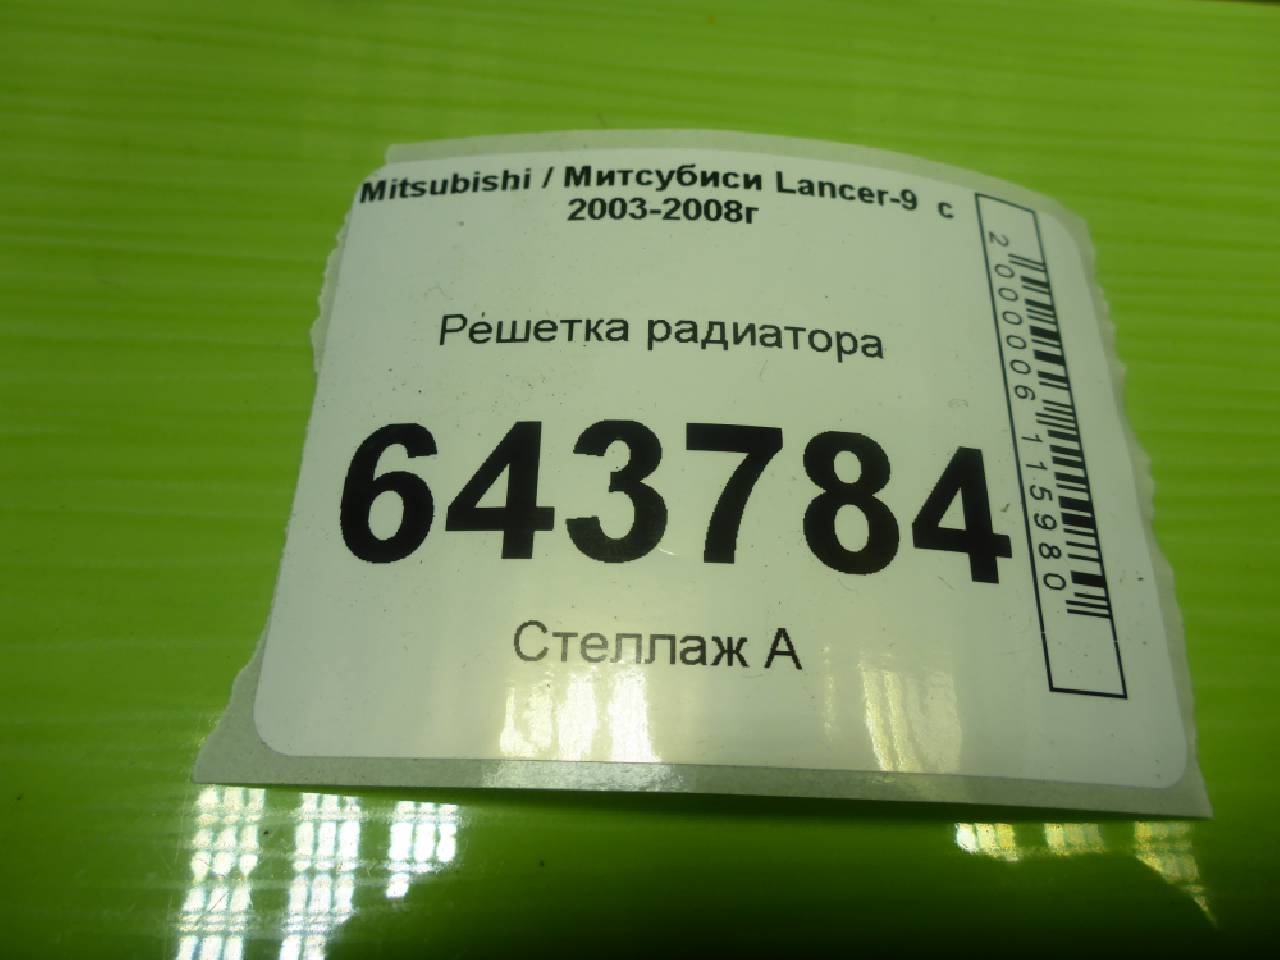 Mitsubishi / Митсубиси Lancer-9 с
2003-2008г
Решетка радиатора
643784
Стеллаж А
2000006115980